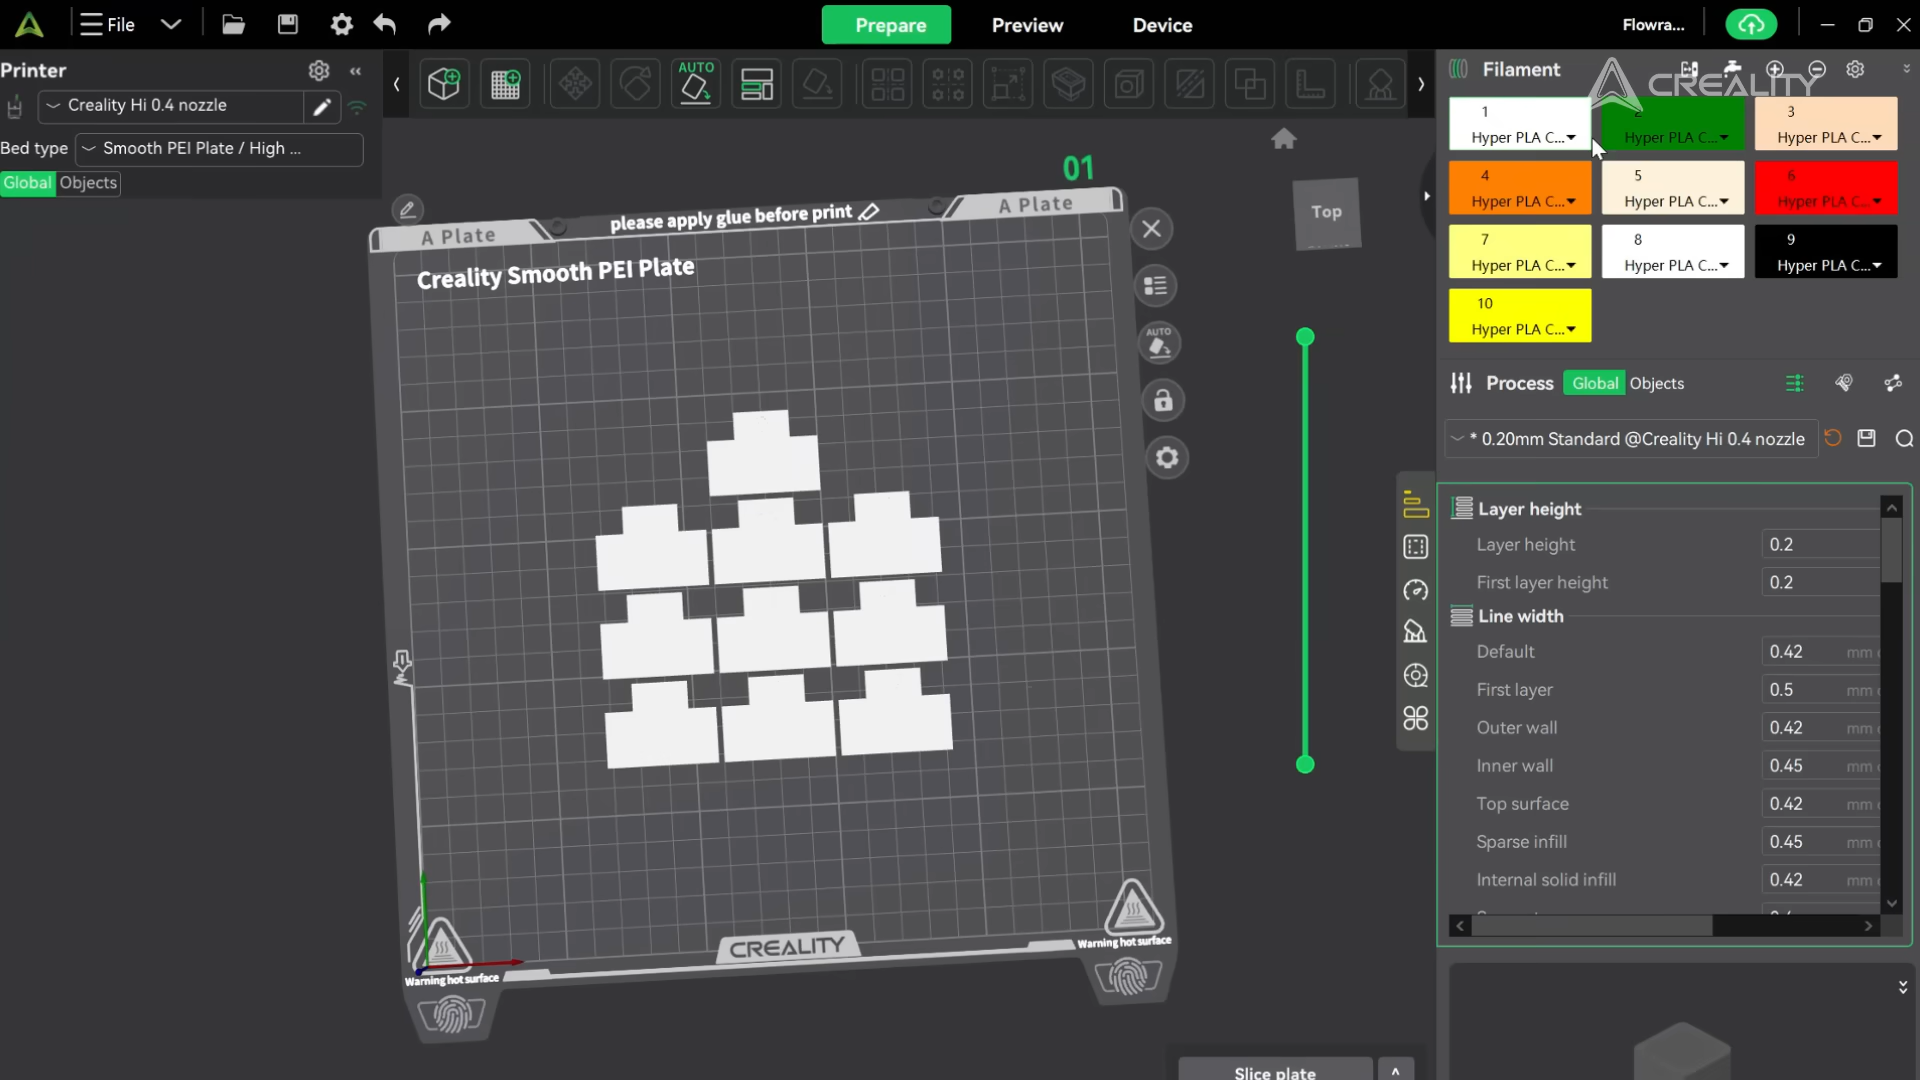 File
Prepare
Preview
Device
Flowra...
Printer
Creality Hi 0.4 nozzle
Bed type
Smooth PEI Plate / High ...
Global
Objects
AUTO
01
A Plate
please apply glue before print
A Plate
Creality Smooth PEI Plate
Top
AUTO
CREALITY
Warning hot surface
Warning hot surface
Slice plate
Filament
CREALITY
1
Hyper PLA C...
2
Hyper PLA C...
3
Hyper PLA C...
4
Hyper PLA C...
5
Hyper PLA C...
6
Hyper PLA C...
7
Hyper PLA C...
8
Hyper PLA C...
9
Hyper PLA C...
10
Hyper PLA C...
Process
Global
Objects
* 0.20mm Standard @Creality Hi 0.4 nozzle
Layer height
Layer height 0.2
First layer height 0.2
Line width
Default 0.42 mm
First layer 0.5 mm
Outer wall 0.42 mm
Inner wall 0.45 mm
Top surface 0.42 mm
Sparse infill 0.45 mm
Internal solid infill 0.42 mm